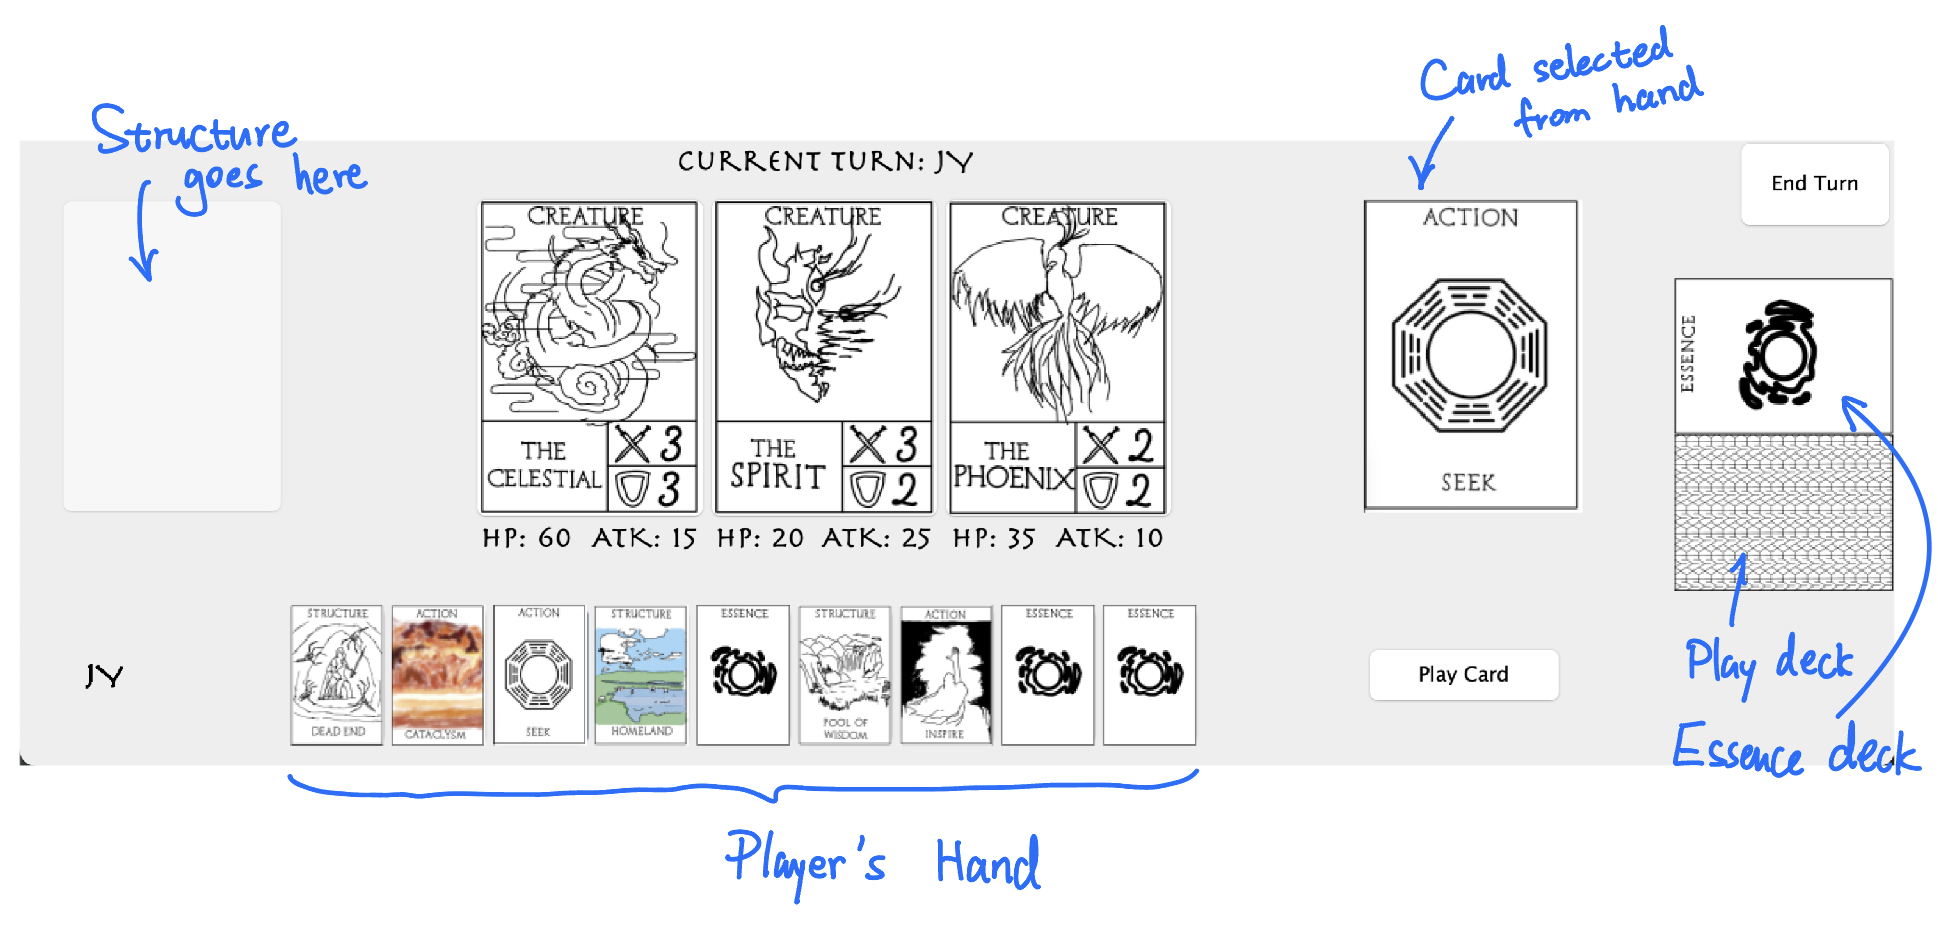 Card selected
from hand
Structure
goes here
CURRENT TURN: JY
End Turn
CREATURE
THE
CELESTIAL
3
3
HP: 60 ATK: 15
CREATURE
THE
SPIRIT
3
2
HP: 20 ATK: 25
CREATURE
THE
PHOENIX
2
2
HP: 35 ATK: 10
ACTION
SEEK
ESSENCE
JY
STRUCTURE
DEAD END
ACTION
CATACLYSM
ACTION
SEEK
STRUCTURE
HOMELAND
ESSENCE
STRUCTURE
POOL OF
WISDOM
ACTION
INSPIRE
ESSENCE
ESSENCE
Play Card
Play deck
Essence deck
Player's Hand